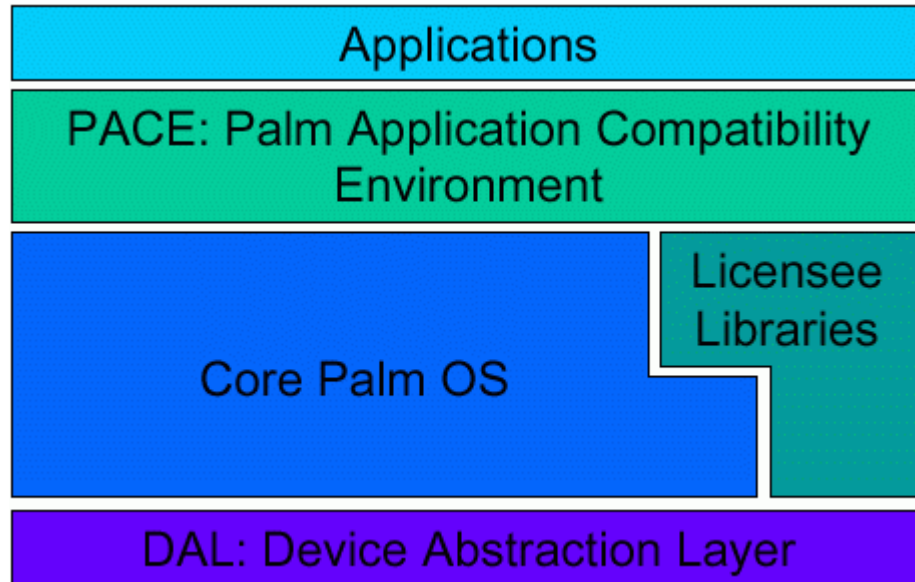 Applications
PACE: Palm Application Compatibility
Environment
Licensee
Libraries
Core Palm OS
DAL: Device Abstraction Layer